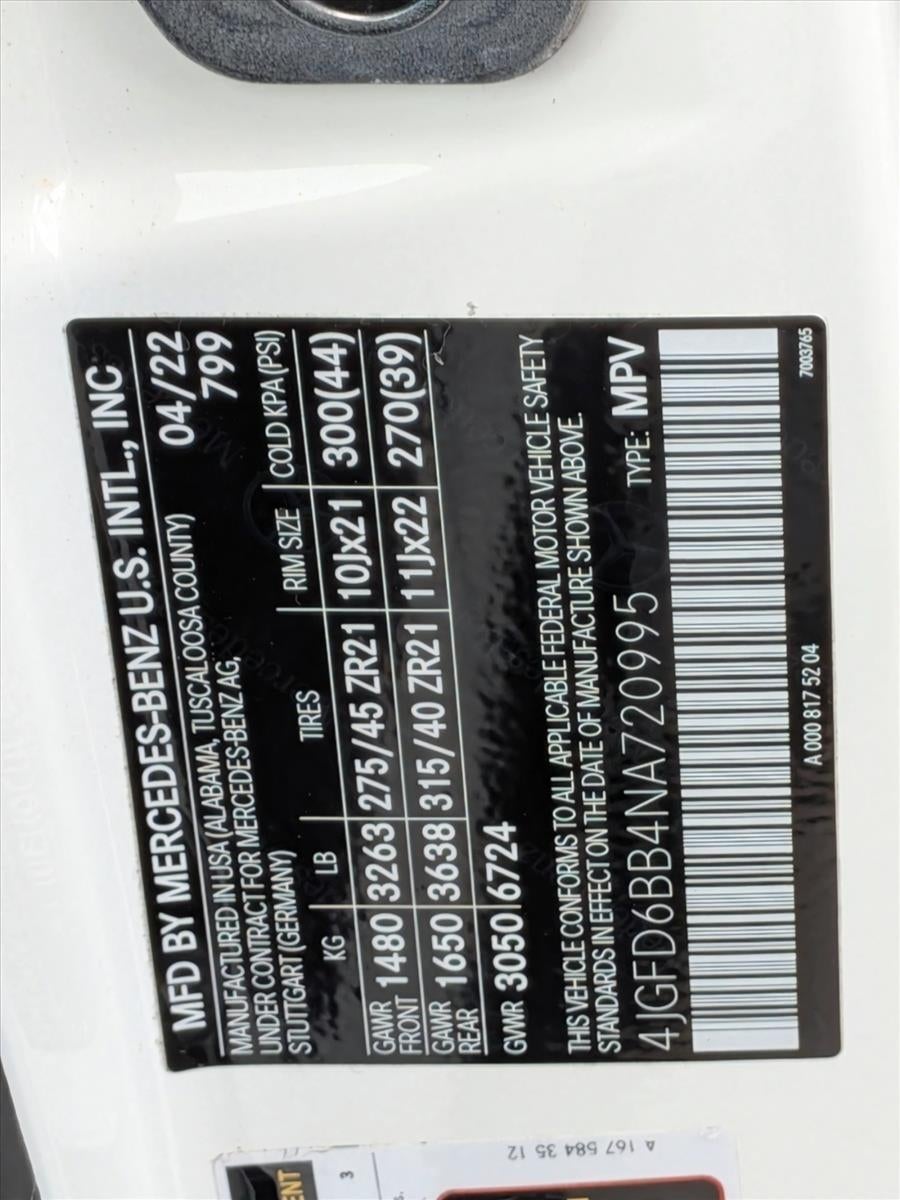 MFD BY MERCEDES-BENZ U.S. INTL., INC
MANUFACTURED IN USA (ALABAMA, TUSCALOOSA COUNTY) 04/22
UNDER CONTRACT FOR MERCEDES-BENZ AG, 799
STUTTGART (GERMANY)
KG LB TIRES RIM SIZE COLD KPA (PSI)
GAWR FRONT 1480 3263 275/45 ZR21 10Jx21 300(44)
GAWR REAR 1650 3638 315/40 ZR21 11Jx22 270(39)
GVWR 3050 6724
THIS VEHICLE CONFORMS TO ALL APPLICABLE FEDERAL MOTOR VEHICLE SAFETY
STANDARDS IN EFFECT ON THE DATE OF MANUFACTURE SHOWN ABOVE.
4JGFD6BB4NA720995 TYPE: MPV
A 000 817 52 04 7003765
A 167 584 35 12
3